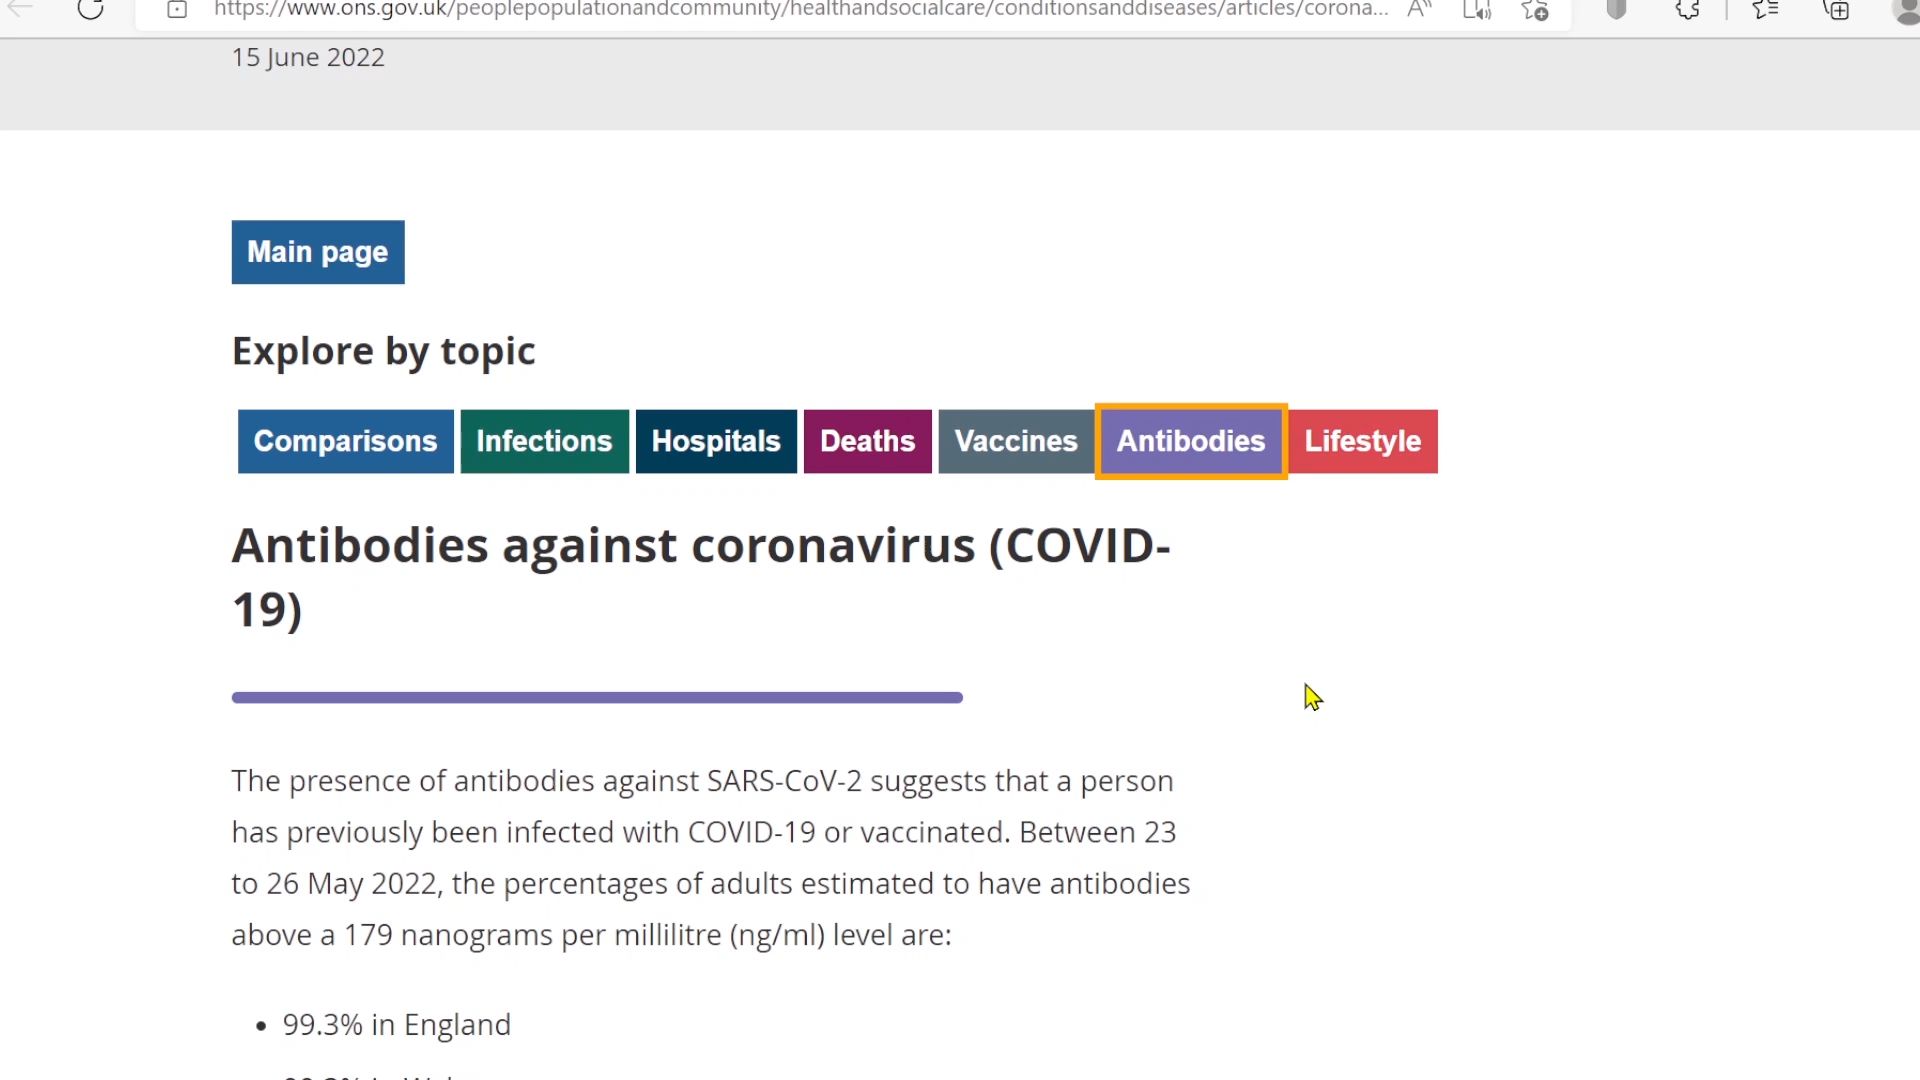 https://www.ons.gov.uk/peoplepopulationandcommunity/healthandsocialcare/conditionsanddiseases/articles/corona...
15 June 2022
Main page
Explore by topic
Comparisons Infections Hospitals Deaths Vaccines Antibodies Lifestyle
Antibodies against coronavirus (COVID-
19)
The presence of antibodies against SARS-CoV-2 suggests that a person
has previously been infected with COVID-19 or vaccinated. Between 23
to 26 May 2022, the percentages of adults estimated to have antibodies
above a 179 nanograms per millilitre (ng/ml) level are:
• 99.3% in England